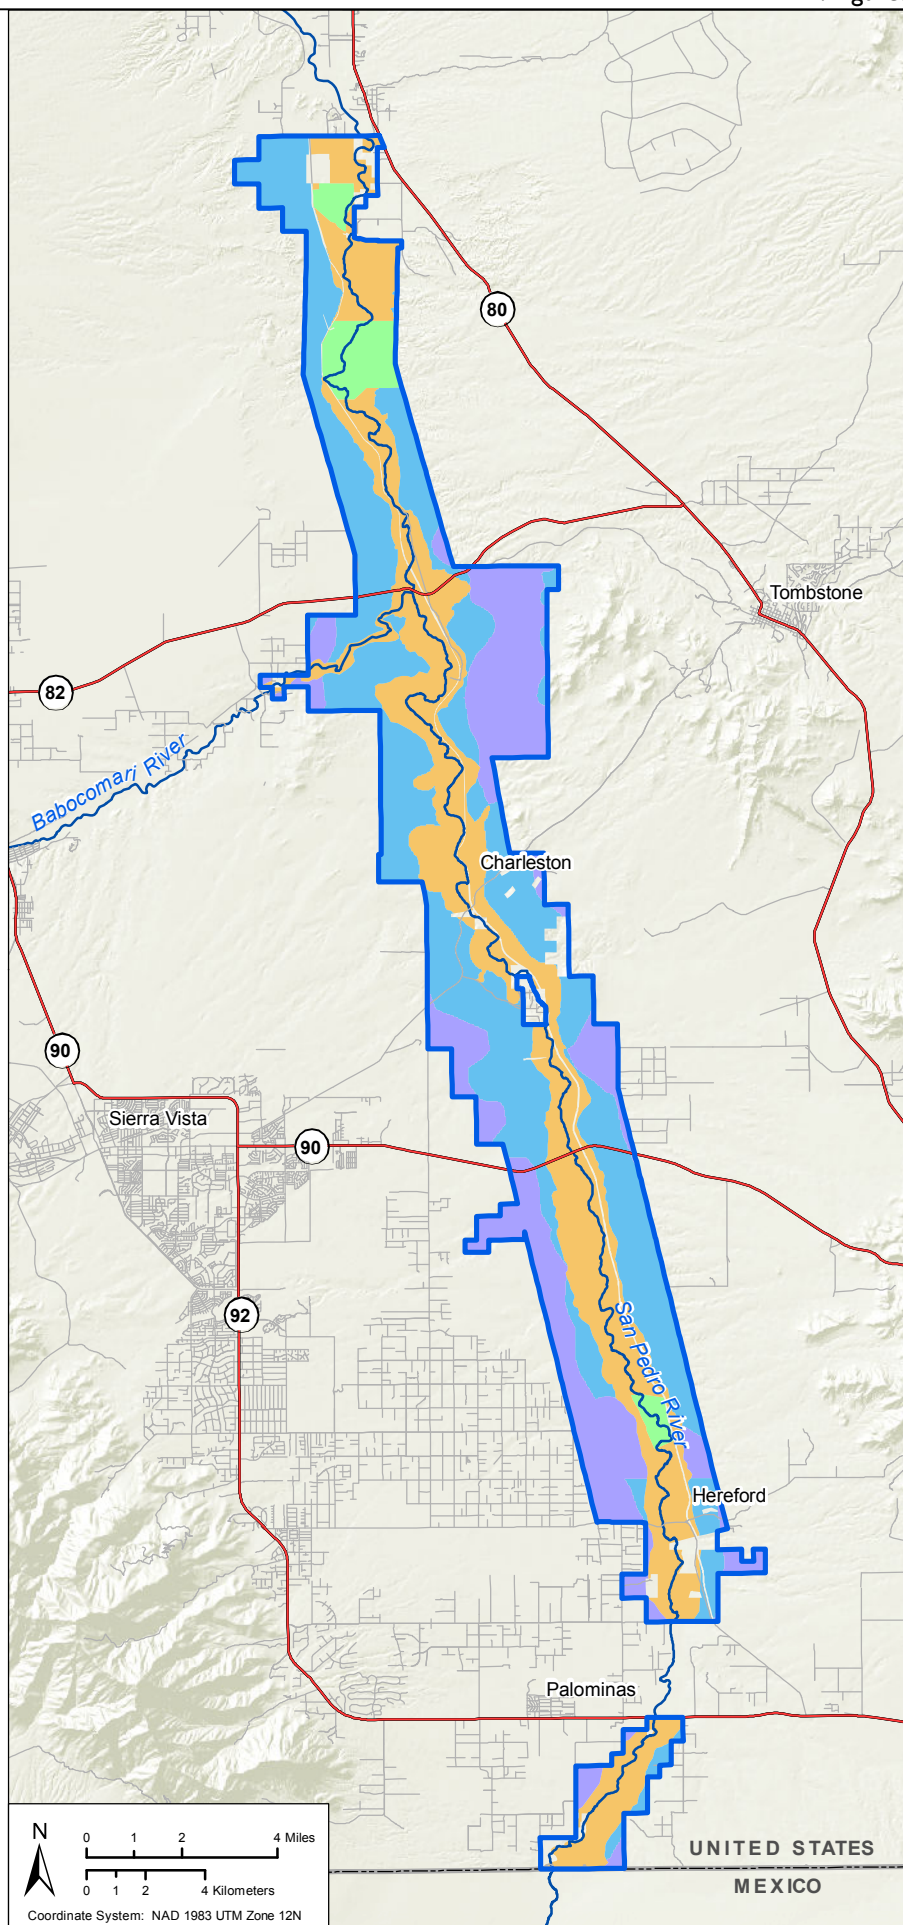 80
Tombstone
82
Babocomari River
Charleston
90
Sierra Vista
90
92
San Pedro River
Hereford
Palominas
N
0 1 2 4 Miles
0 1 2 4 Kilometers
Coordinate System: NAD 1983 UTM Zone 12N
UNITED STATES
MEXICO